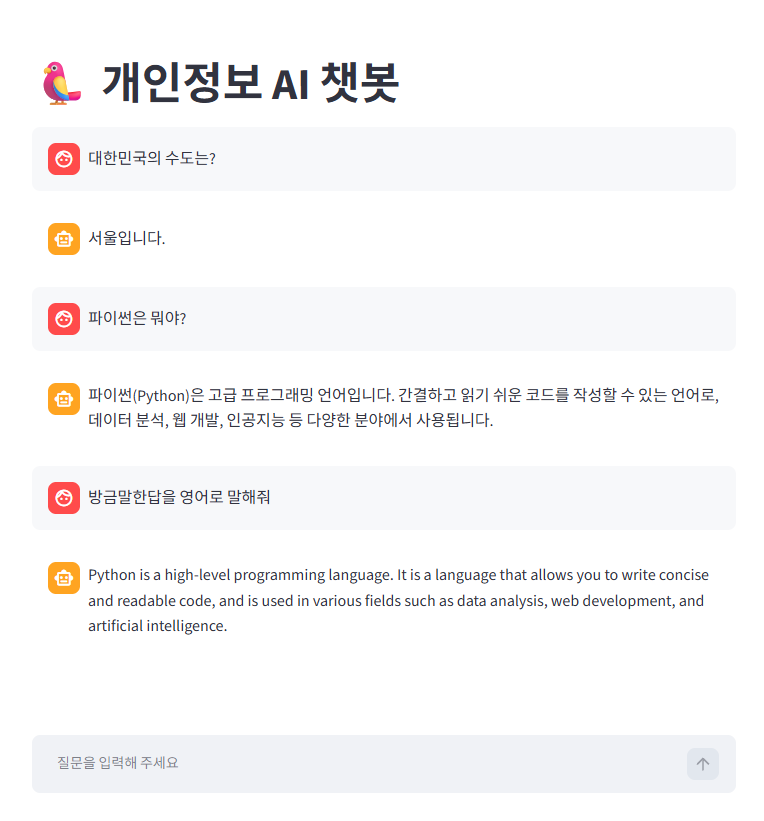 개인정보 AI 챗봇
대한민국의 수도는?
서울입니다.
파이썬은 뭐야?
파이썬(Python)은 고급 프로그래밍 언어입니다. 간결하고 읽기 쉬운 코드를 작성할 수 있는 언어로,
데이터 분석, 웹 개발, 인공지능 등 다양한 분야에서 사용됩니다.
방금말한답을 영어로 말해줘
Python is a high-level programming language. It is a language that allows you to write concise
and readable code, and is used in various fields such as data analysis, web development, and
artificial intelligence.
질문을 입력해 주세요